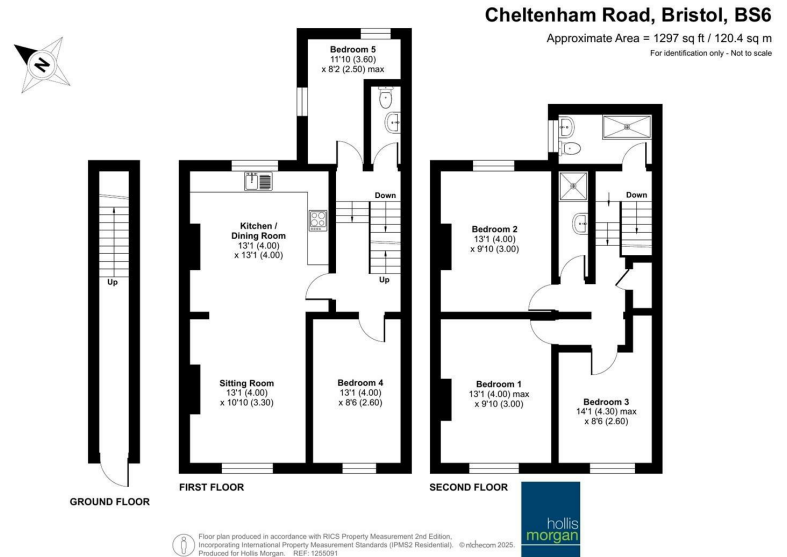 Cheltenham Road, Bristol, BS6
Approximate Area = 1297 sq ft / 120.4 sq m
For identification only - Not to scale
N
Bedroom 5
11'10 (3.60)
x 8'2 (2.50) max
Down
Kitchen /
Dining Room
13'1 (4.00)
x 13'1 (4.00)
Up
Up
Sitting Room
13'1 (4.00)
x 10'10 (3.30)
Bedroom 4
13'1 (4.00)
x 8'6 (2.60)
Bedroom 2
13'1 (4.00)
x 9'10 (3.00)
Down
Bedroom 1
13'1 (4.00) max
x 9'10 (3.00)
Bedroom 3
14'1 (4.30) max
x 8'6 (2.60)
GROUND FLOOR
FIRST FLOOR
SECOND FLOOR
hollis
morgan
Floor plan produced in accordance with RICS Property Measurement 2nd Edition,
Incorporating International Property Measurement Standards (IPMS2 Residential). © nichecom 2025.
Produced for Hollis Morgan. REF: 1255091